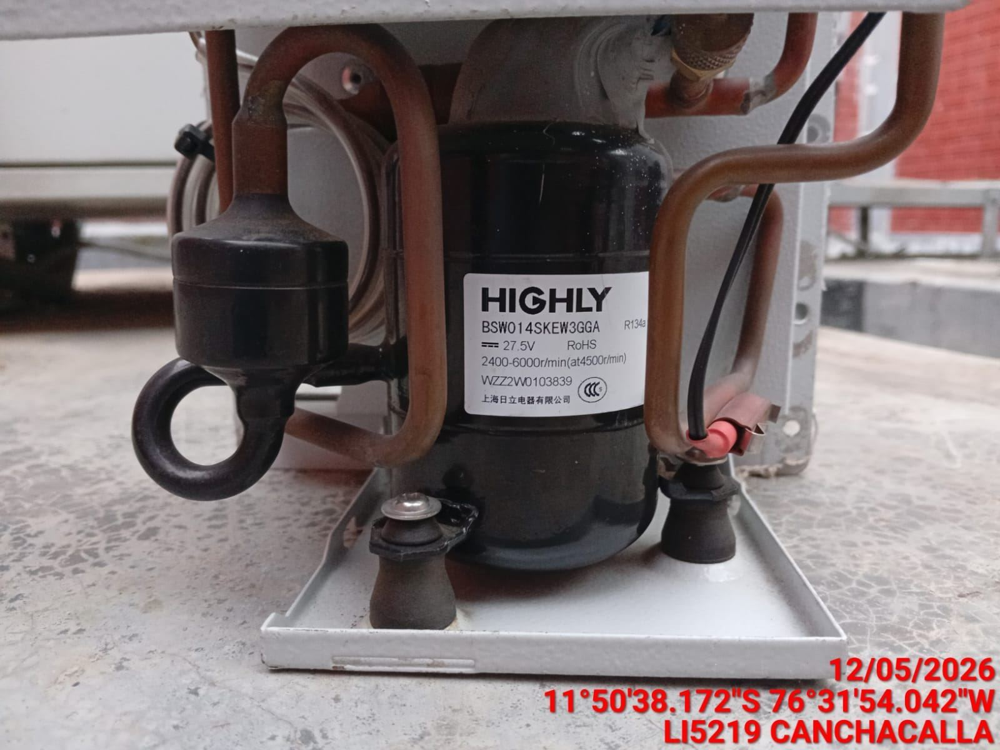 HIGHLY
BSW014SKEW3GGA R134a
27.5V RoHS
2400-6000r/min(at4500r/min)
WZZ2W0103839
CCC S
上海日立电器有限公司
12/05/2026
11°50'38.172"S 76°31'54.042"W
LI5219 CANCHACALLA